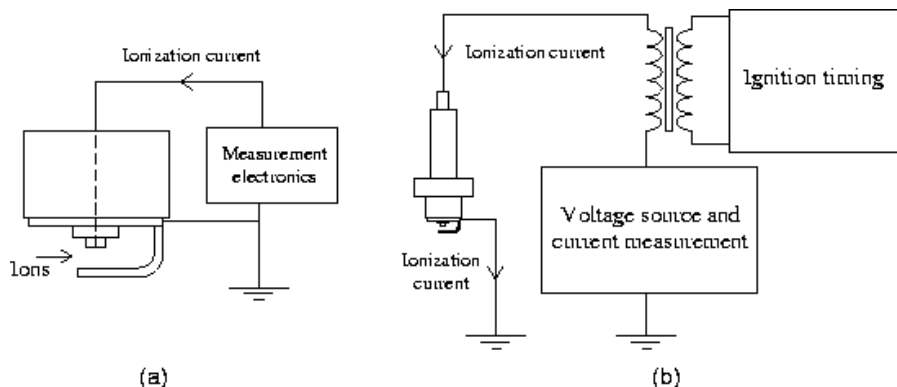 Ionization current
Measurement
electronics
Ions
(a)
Ionization current
Ignition timing
Voltage source and
current measurement
Ionization
current
(b)